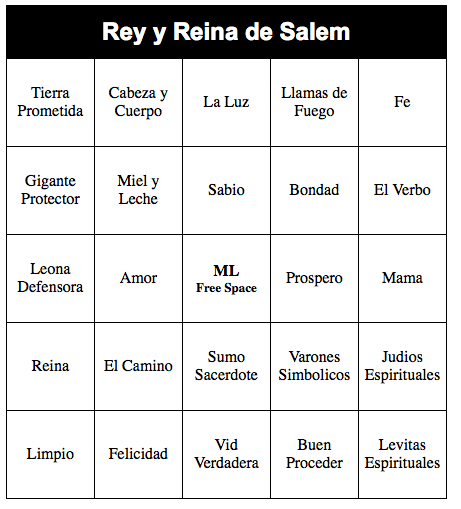 Rey y Reina de Salem
Tierra
Prometida
Cabeza y
Cuerpo
La Luz
Llamas de
Fuego
Fe
Gigante
Protector
Miel y
Leche
Sabio
Bondad
El Verbo
Leona
Defensora
Amor
ML
Free Space
Prospero
Mama
Reina
El Camino
Sumo
Sacerdote
Varones
Simbolicos
Judios
Espirituales
Limpio
Felicidad
Vid
Verdadera
Buen
Proceder
Levitas
Espirituales